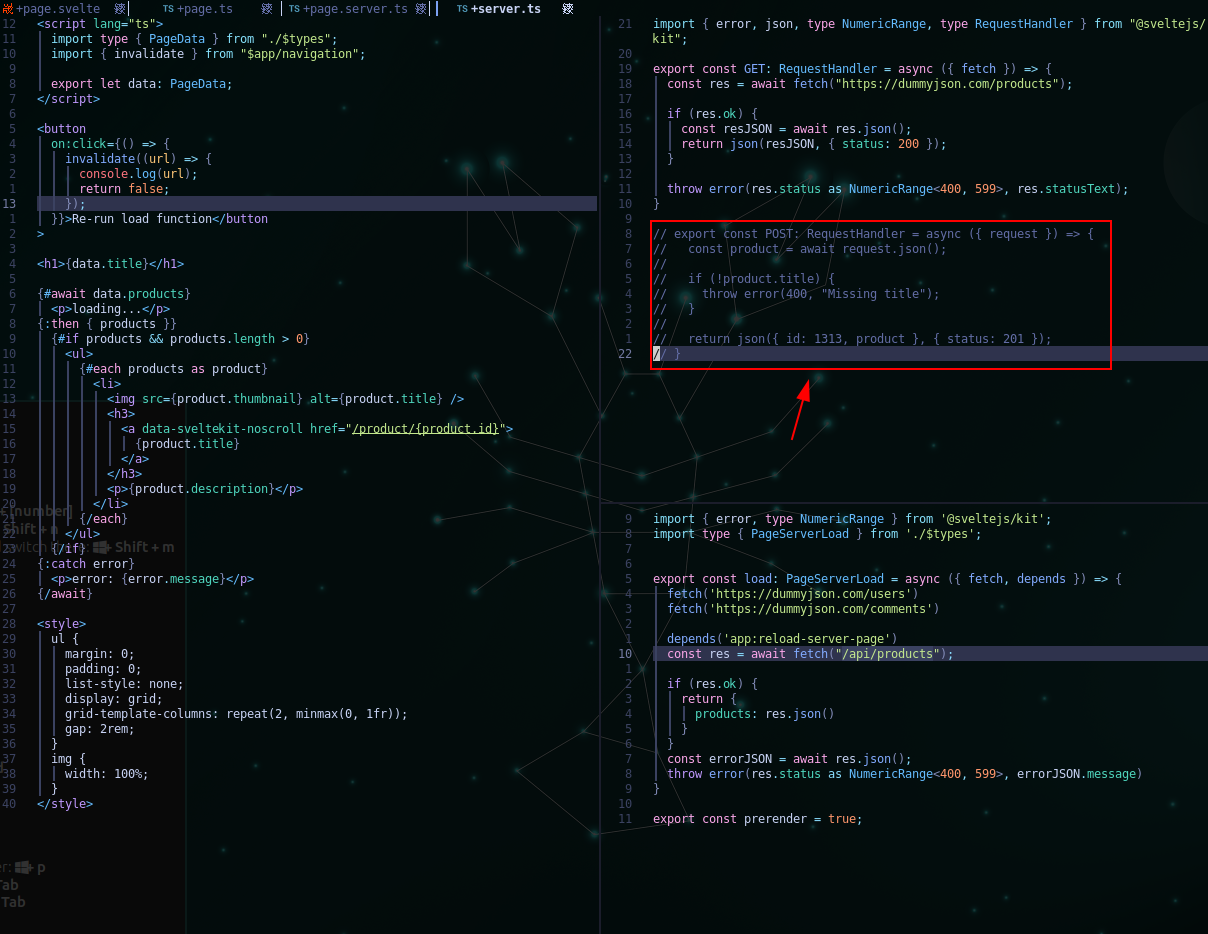 +page.svelte
TS +page.ts
TS +page.server.ts
TS +server.ts
12 <script lang="ts">
11 import type { PageData } from "./$types";
10 import { invalidate } from "$app/navigation";
9
8 export let data: PageData;
7 </script>
6
5 <button
4 on:click={() => {
3 invalidate((url) => {
2 console.log(url);
1 return false;
13 });
1 }}>Re-run load function</button
2 >
3
4 <h1>{data.title}</h1>
5
6 {#await data.products}
7 <p>loading...</p>
8 {:then { products }}
9 {#if products && products.length > 0}
10 <ul>
11 {#each products as product}
12 <li>
13 <img src={product.thumbnail} alt={product.title} />
14 <h3>
15 <a data-sveltekit-noscroll href="/product/{product.id}">
16 {product.title}
17 </a>
18 </h3>
19 <p>{product.description}</p>
20 </li>
21 {/each}
22 </ul>
23 {/if}
24 {:catch error}
25 <p>error: {error.message}</p>
26 {/await}
27
28 <style>
29 ul {
30 margin: 0;
31 padding: 0;
32 list-style: none;
33 display: grid;
34 grid-template-columns: repeat(2, minmax(0, 1fr));
35 gap: 2rem;
36 }
37 img {
38 width: 100%;
39 }
40 </style>
+ [number]
Shift + n
switch
+ Shift + m
+ p
Tab
Tab
21 import { error, json, type NumericRange, type RequestHandler } from "@sveltejs/
kit";
20
19 export const GET: RequestHandler = async ({ fetch }) => {
18 const res = await fetch("https://dummyjson.com/products");
17
16 if (res.ok) {
15 const resJSON = await res.json();
14 return json(resJSON, { status: 200 });
13 }
12
11 throw error(res.status as NumericRange<400, 599>, res.statusText);
10 }
9
8 // export const POST: RequestHandler = async ({ request }) => {
7 // const product = await request.json();
6 //
5 // if (!product.title) {
4 // throw error(400, "Missing title");
3 // }
2 //
1 // return json({ id: 1313, product }, { status: 201 });
22 // }
9 import { error, type NumericRange } from '@sveltejs/kit';
8 import type { PageServerLoad } from './$types';
7
6
5 export const load: PageServerLoad = async ({ fetch, depends }) => {
4 fetch('https://dummyjson.com/users')
3 fetch('https://dummyjson.com/comments')
2
1 depends('app:reload-server-page')
10 const res = await fetch("/api/products");
1
2 if (res.ok) {
3 return {
4 products: res.json()
5 }
6 }
7 const errorJSON = await res.json();
8 throw error(res.status as NumericRange<400, 599>, errorJSON.message)
9 }
10
11 export const prerender = true;